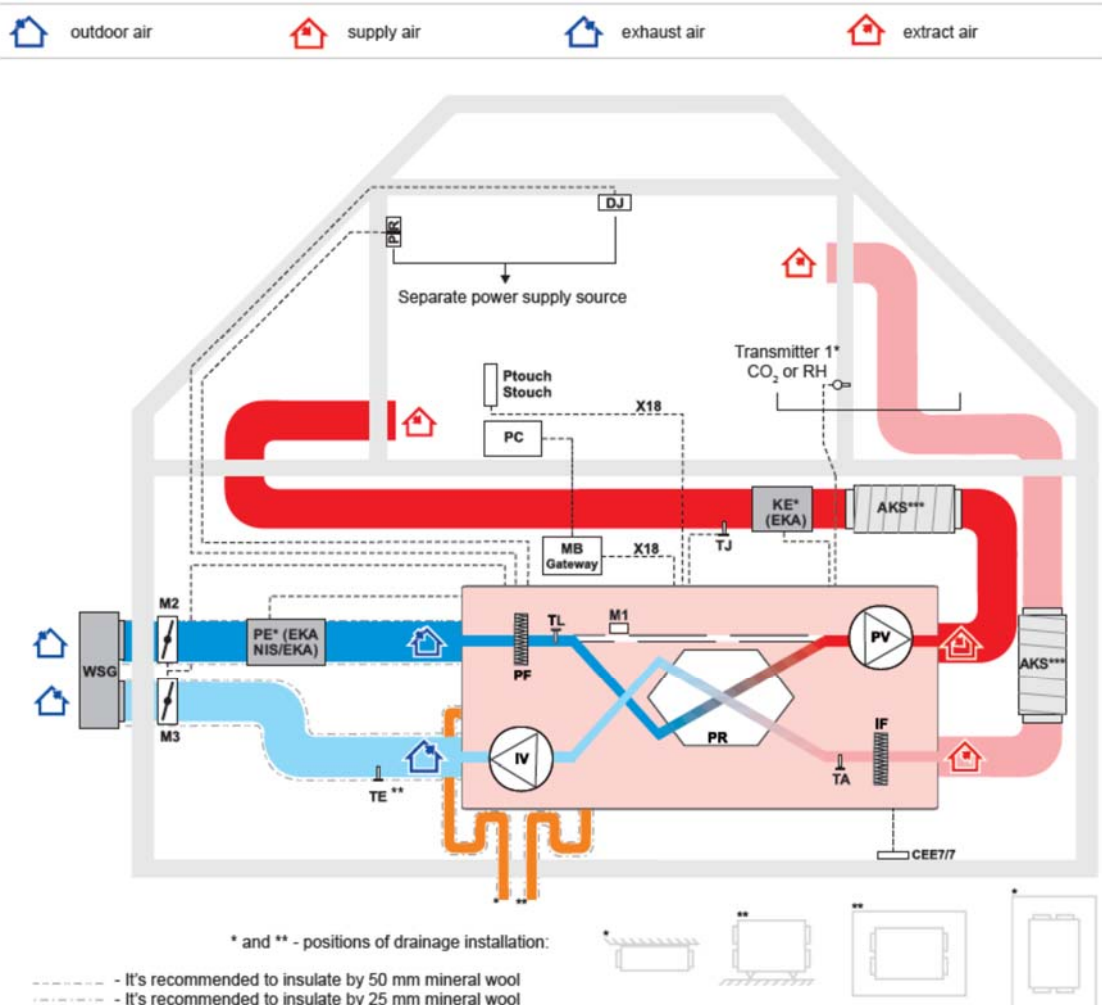 outdoor air
supply air
exhaust air
extract air
DJ
PIR
Separate power supply source
Transmitter 1*
CO₂ or RH
Ptouch
Stouch
X18
PC
KE*
(EKA)
AKS***
TJ
MB
Gateway
X18
M2
PE* (EKA
NIS/EKA)
TL
M1
PV
WSG
PF
AKS***
M3
PR
IF
IV
TA
TE **
CEE7/7
*
**
* and ** - positions of drainage installation:
*
**
**
*
- It's recommended to insulate by 50 mm mineral wool
- It's recommended to insulate by 25 mm mineral wool